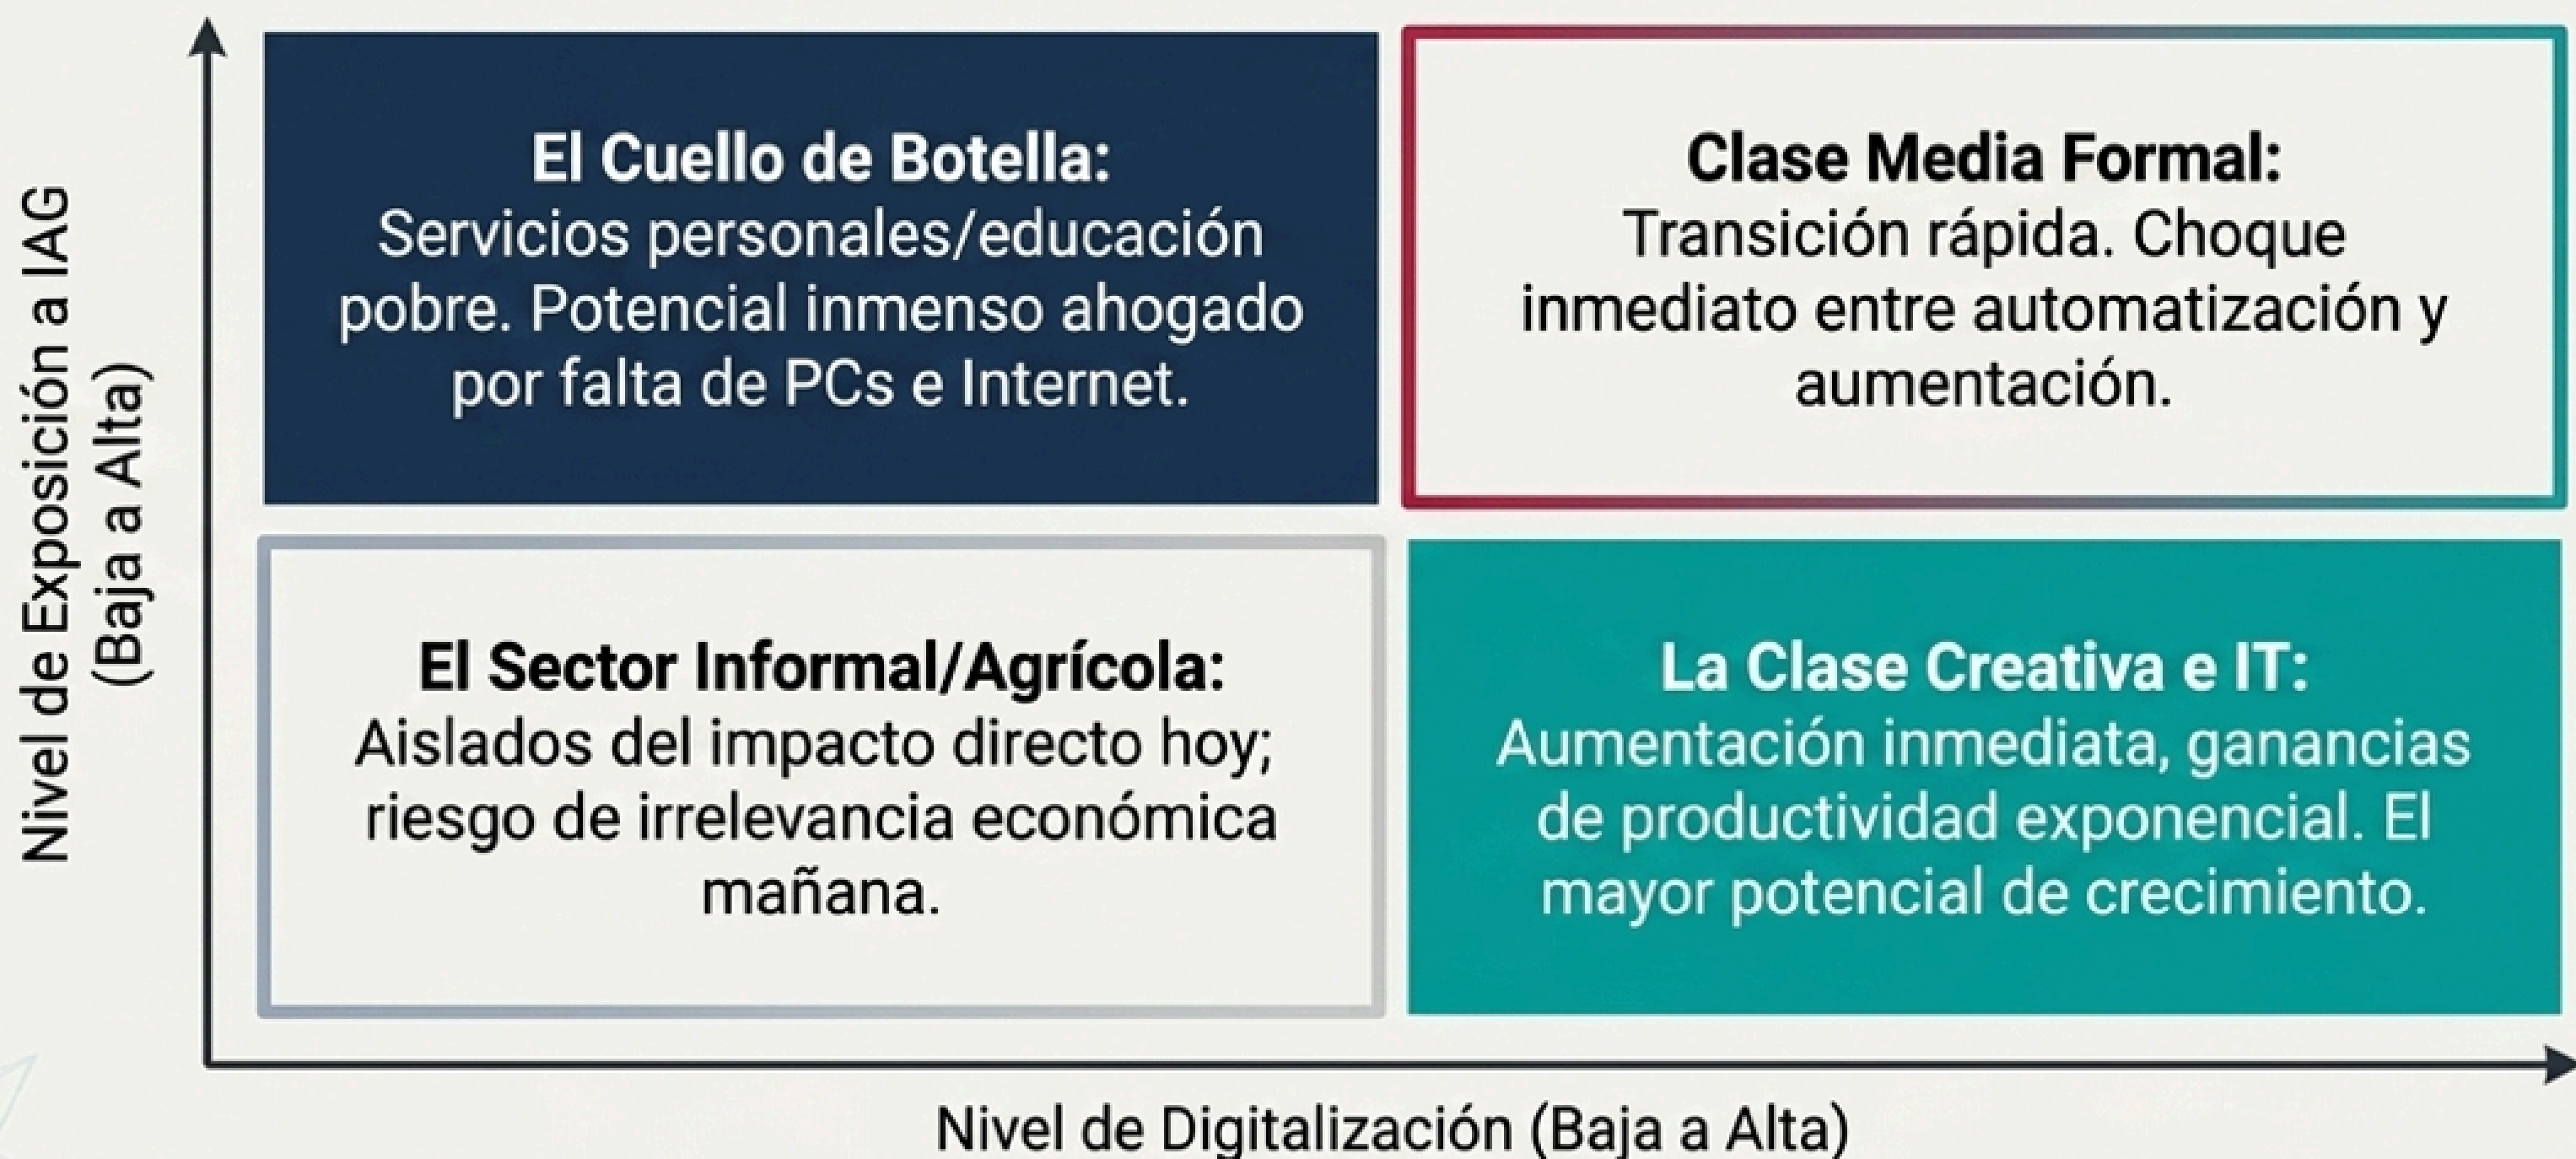 Nivel de Exposición a IAG
(Baja a Alta)
El Cuello de Botella:
Servicios personales/educación
pobre. Potencial inmenso ahogado
por falta de PCs e Internet.
Clase Media Formal:
Transición rápida. Choque
inmediato entre automatización y
aumentación.
El Sector Informal/Agrícola:
Aislados del impacto directo hoy;
riesgo de irrelevancia económica
mañana.
La Clase Creativa e IT:
Aumentación inmediata, ganancias
de productividad exponencial. El
mayor potencial de crecimiento.
Nivel de Digitalización (Baja a Alta)